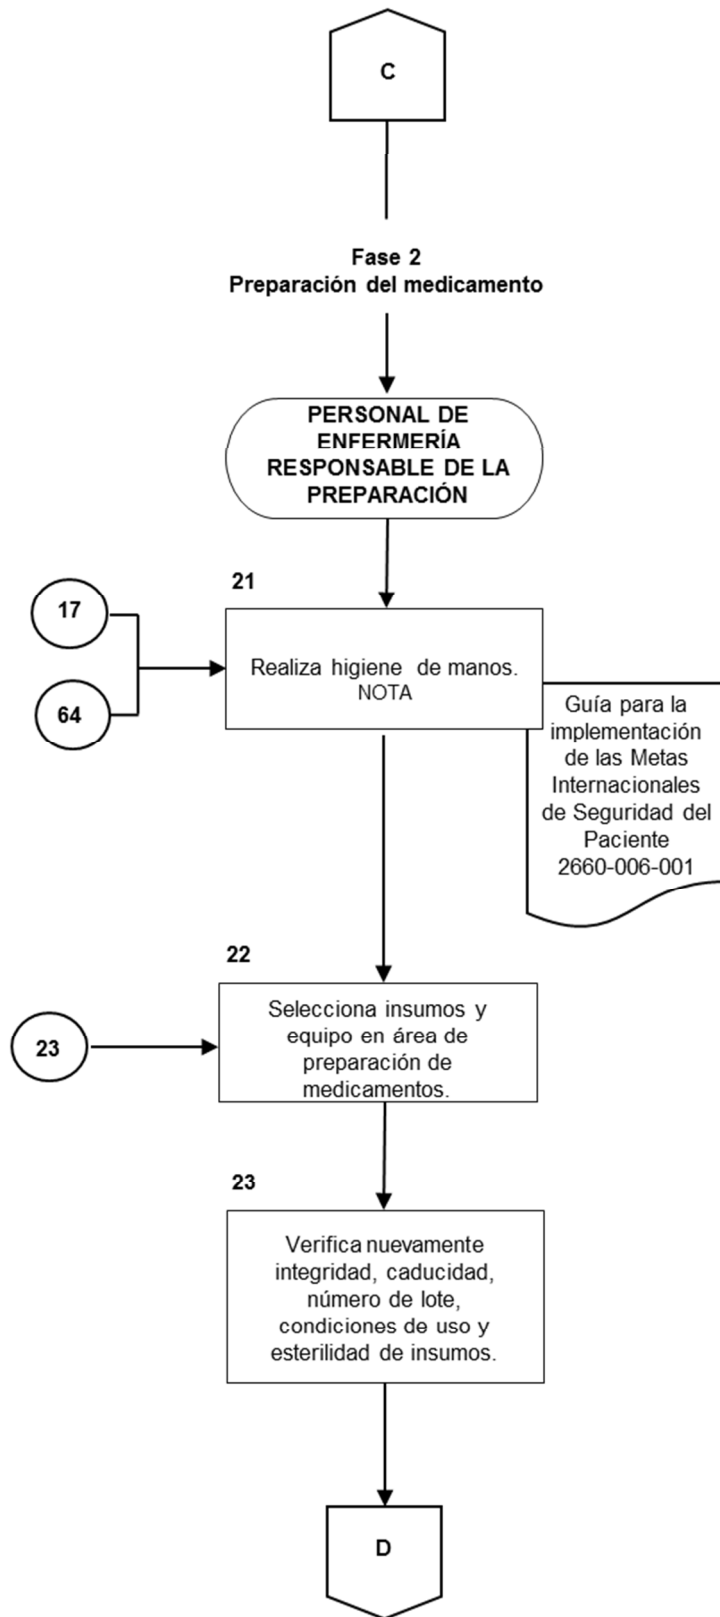 C
Fase 2
Preparación del medicamento
PERSONAL DE
ENFERMERÍA
RESPONSABLE DE LA
PREPARACIÓN
21
17
64
Realiza higiene de manos.
NOTA
Guía para la
implementación
de las Metas
Internacionales
de Seguridad del
Paciente
2660-006-001
22
23
Selecciona insumos y
equipo en área de
preparación de
medicamentos.
23
Verifica nuevamente
integridad, caducidad,
número de lote,
condiciones de uso y
esterilidad de insumos.
D